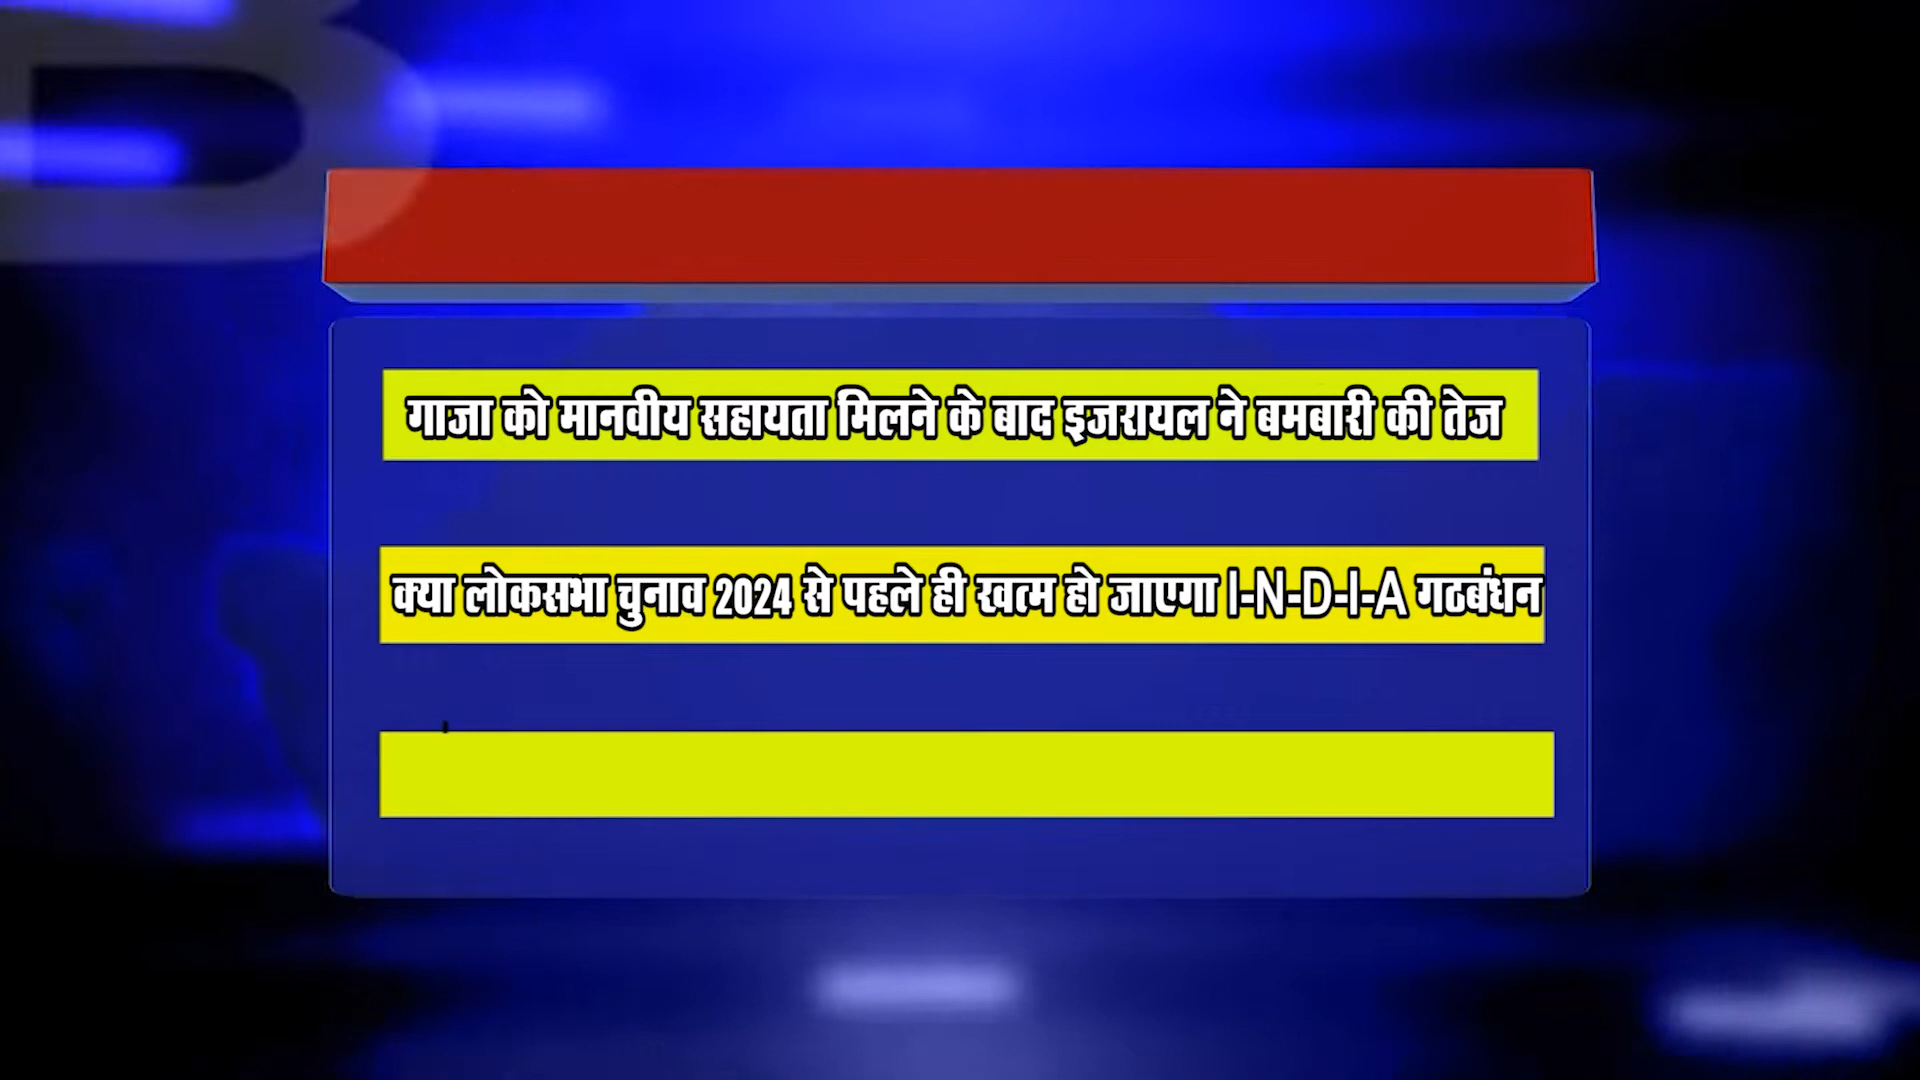 गाजा को मानवीय सहायता मिलने के बाद इजरायल ने बमबारी की तेज
क्या लोकसभा चुनाव 2024 से पहले ही खत्म हो जाएगा I-N-D-I-A गठबंधन